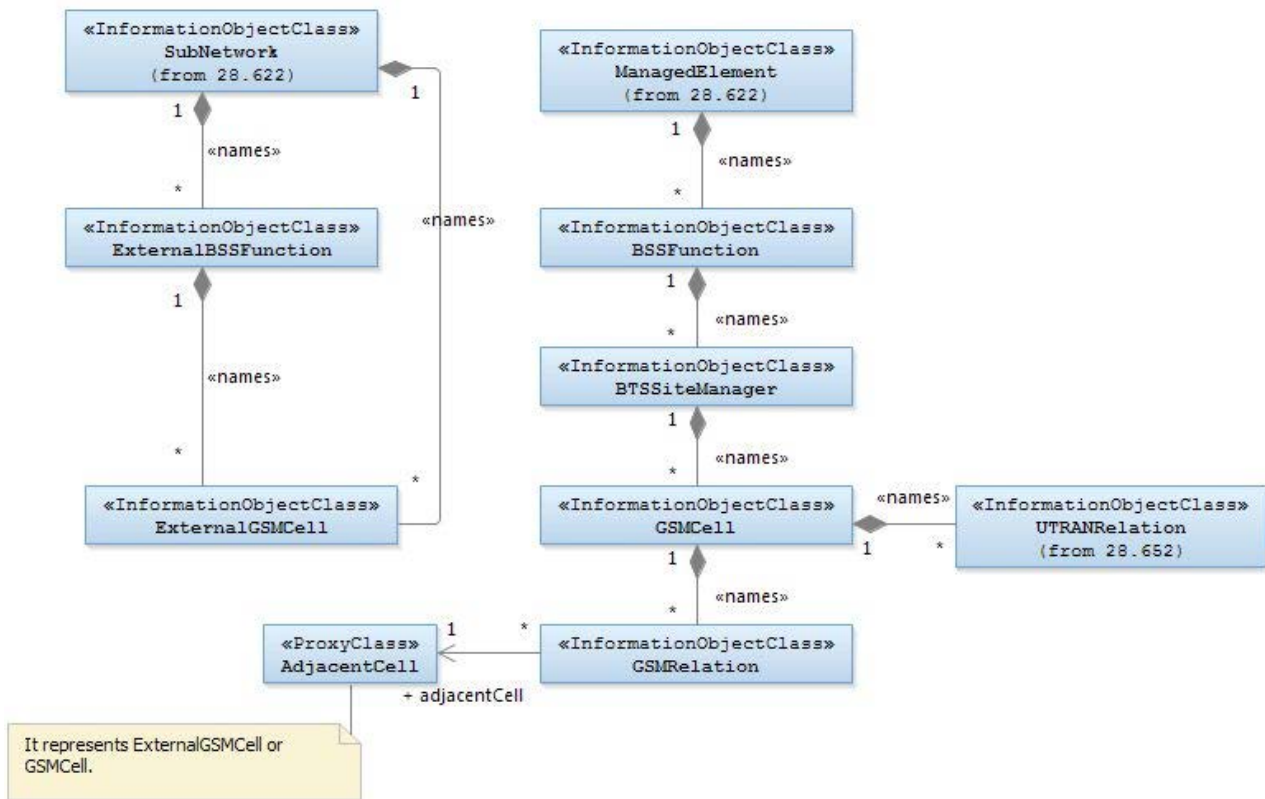 «InformationObjectClass»
SubNetwork
(from 28.622)
1
1
«names»
*
«InformationObjectClass»
ExternalBSSFunction
1
«names»
*
«names»
*
«InformationObjectClass»
ExternalGSMCell
«InformationObjectClass»
ManagedElement
(from 28.622)
1
«names»
*
«InformationObjectClass»
BSSFunction
1
«names»
*
«InformationObjectClass»
BTSSiteManager
1
«names»
*
«InformationObjectClass»
GSMCell
«names»
1
*
«InformationObjectClass»
UTRANRelation
(from 28.652)
1
«names»
*
«InformationObjectClass»
GSMRelation
1
*
+ adjacentCell
«ProxyClass»
AdjacentCell
It represents ExternalGSMCell or
GSMCell.